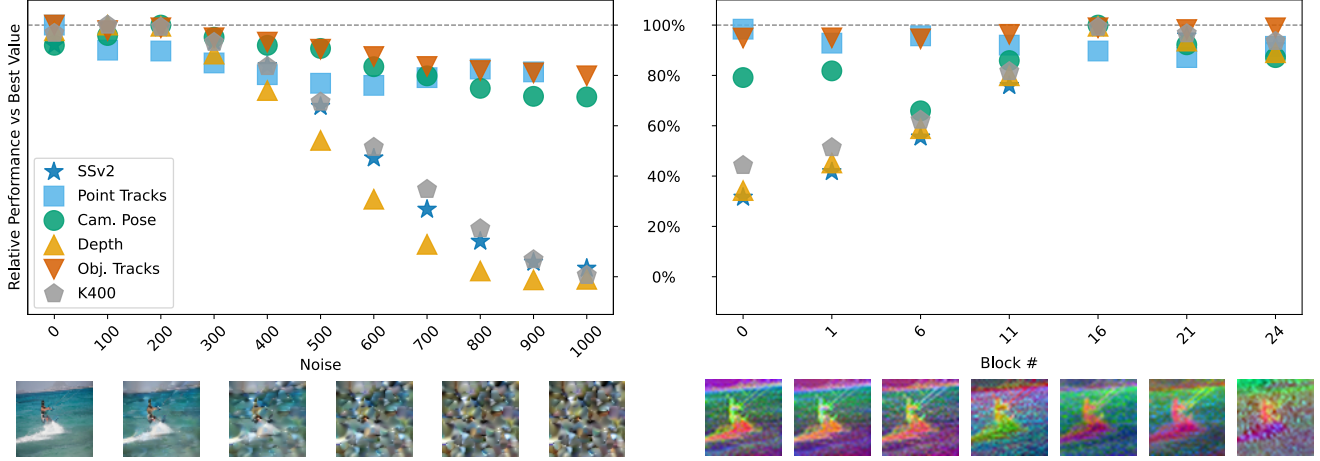 Relative Performance vs Best Value
SSv2
Point Tracks
Cam. Pose
Depth
Obj. Tracks
K400
0 100 200 300 400 500 600 700 800 900 1000
Noise
100%
80%
60%
40%
20%
0%
0 1 6 11 16 21 24
Block #